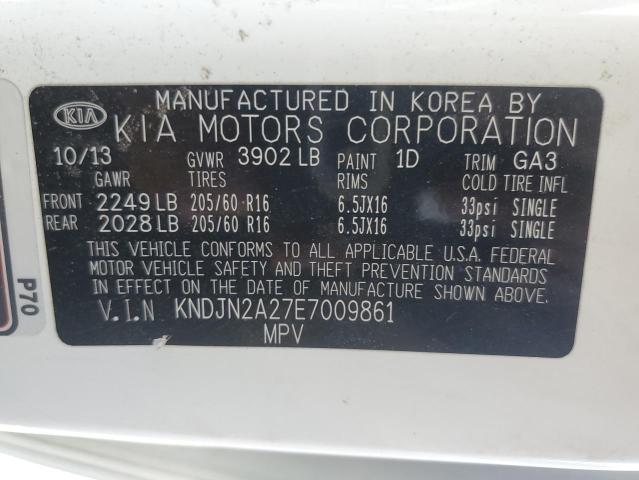 MANUFACTURED IN KOREA BY
KIA KIA MOTORS CORPORATION
10/13 GVWR 3902 LB PAINT 1D TRIM GA3
GAWR TIRES RIMS COLD TIRE INFL
FRONT 2249 LB 205/60 R16 6.5JX16 33psi SINGLE
REAR 2028 LB 205/60 R16 6.5JX16 33psi SINGLE
THIS VEHICLE CONFORMS TO ALL APPLICABLE U.S.A. FEDERAL
MOTOR VEHICLE SAFETY AND THEFT PREVENTION STANDARDS
IN EFFECT ON THE DATE OF MANUFACTURE SHOWN ABOVE.
V.I.N KNDJN2A27E7009861
MPV
P70